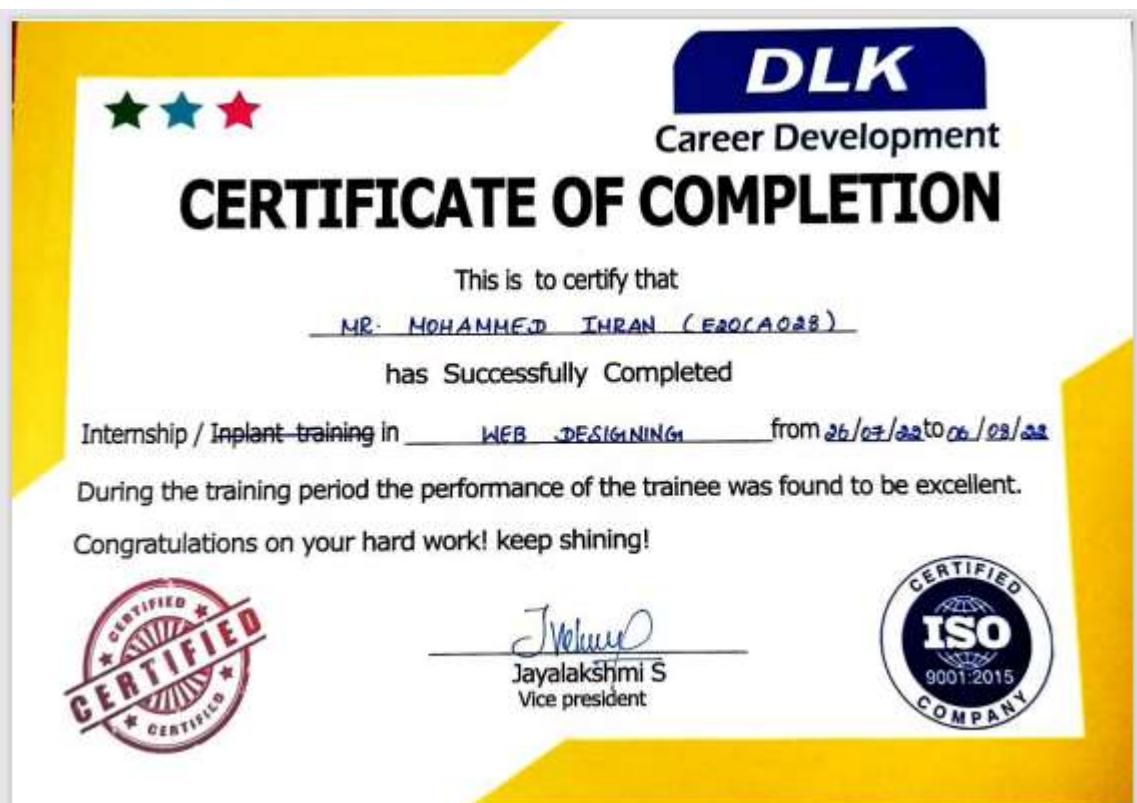 DLK
Career Development
CERTIFICATE OF COMPLETION
This is to certify that
MR. MOHAMMED IMRAN (E20CA028)
has Successfully Completed
Internship / Inplant training in WEB DESIGNING from 26/07/22 to 06/08/22
During the training period the performance of the trainee was found to be excellent.
Congratulations on your hard work! keep shining!
CERTIFIED
CERTIFIED
CERTIFIED
Jayalakshmi S
Vice president
CERTIFIED
ISO
9001:2015
COMPANY